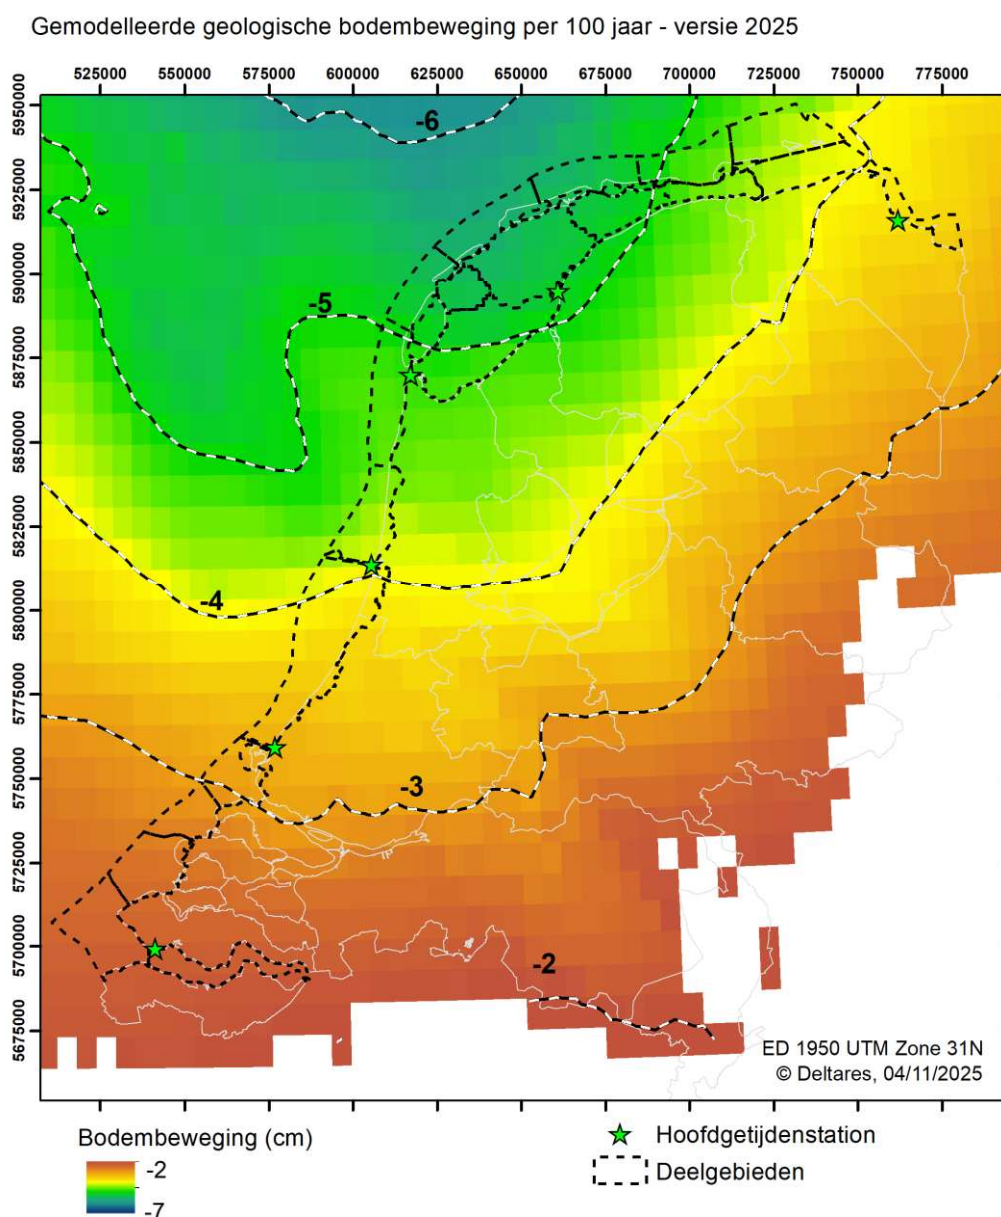 Gemodelleerde geologische bodembeweging per 100 jaar - versie 2025
525000 550000 575000 600000 625000 650000 675000 700000 725000 750000 775000
5950000
5925000
5900000
5875000
5850000
5825000
5800000
5775000
5750000
5725000
5700000
5675000
-6
-5
-4
-3
-2
ED 1950 UTM Zone 31N
© Deltares, 04/11/2025
Bodembeweging (cm)
-2
-7
Hoofdgetijdenstation
Deelgebieden